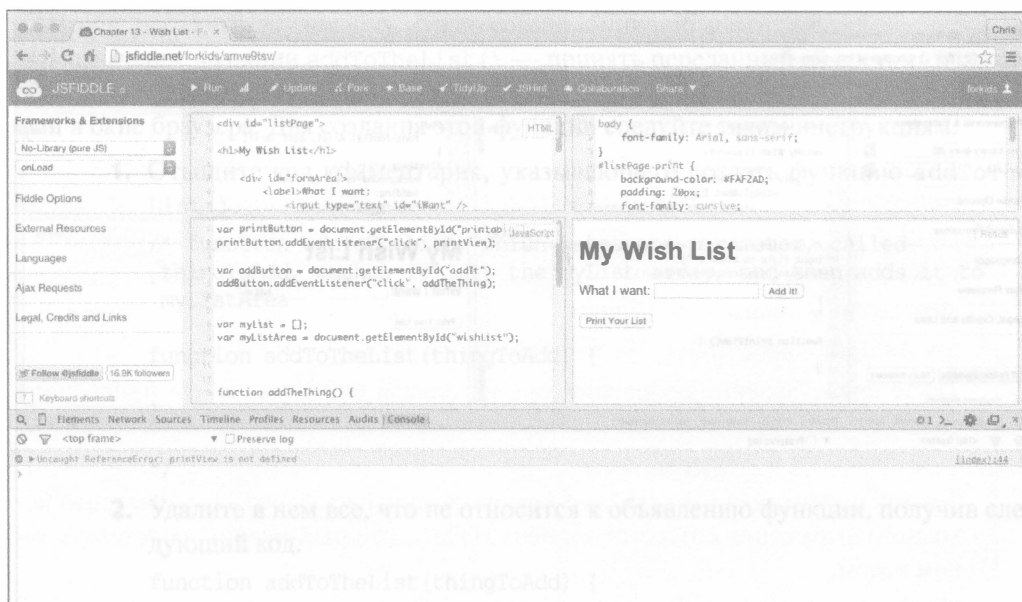 Chapter 13 - Wish List - F
Chris
jsfiddle.net/forkids/amve9tsv/
JSFIDDLE α
Run
Update
Fork
Base
TidyUp
JSHint
Collaboration
Share
forkids
Frameworks & Extensions
No-Library (pure JS)
onLoad
Fiddle Options
External Resources
Languages
Ajax Requests
Legal, Credits and Links
Follow @jsfiddle
16.9K followers
Keyboard shortcuts
<div id="listPage">
HTML
<h1>My Wish List</h1>
<div id="formArea">
<label>What I want:
<input type="text" id="iWant" />
body {
font-family: Arial, sans-serif;
}
#listPage.print {
background-color: #FAF2AD;
padding: 20px;
font-family: cursive;
var printButton = document.getElementById("printab
JavaScript
printButton.addEventListener("click", printView);
var addButton = document.getElementById("addIt");
addButton.addEventListener("click", addTheThing);
var myList = [];
var myListArea = document.getElementById("wishList");
function addTheThing() {
My Wish List
What I want:
Add It!
Print Your List
Elements Network Sources Timeline Profiles Resources Audits Console
1
<top frame>
Preserve log
Uncaught ReferenceError: printView is not defined
(index):44
2. Удалите в нем все, что не относится к объявлению функции, получив сле-
дующий код.
function addToTheList(thingToAdd) {